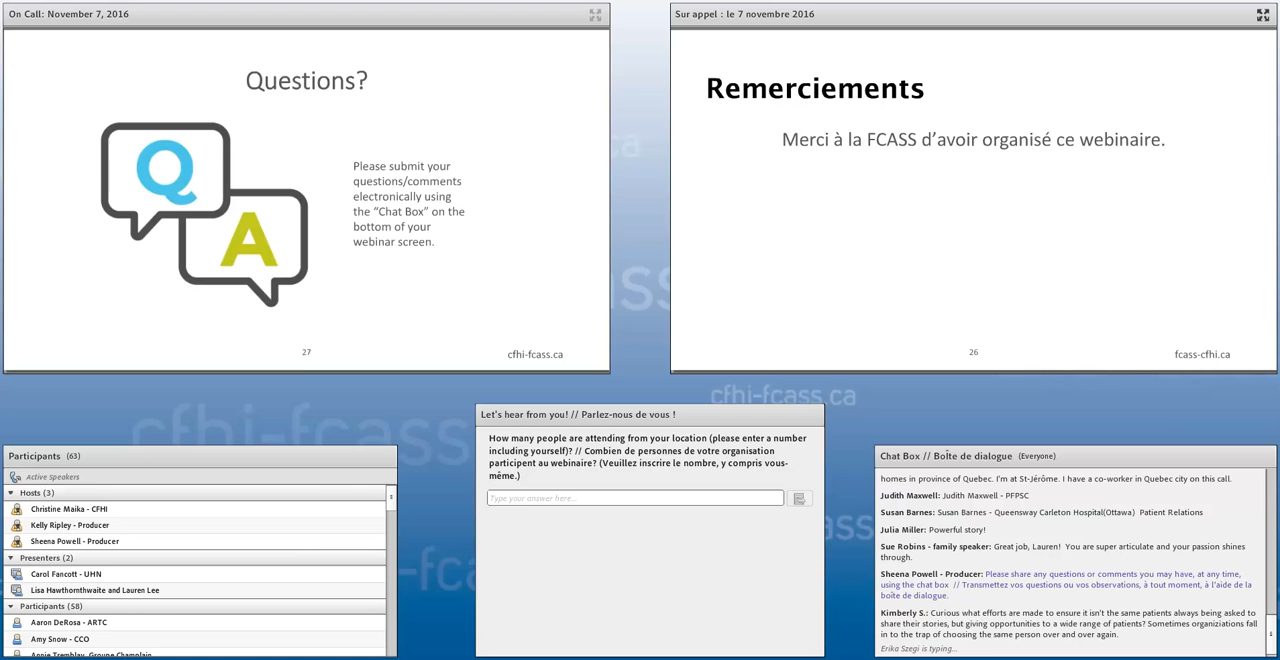 On Call: November 7, 2016
Questions?
Q
A
Please submit your
questions/comments
electronically using
the “Chat Box” on the
bottom of your
webinar screen.
27
cfhi-fcass.ca
Sur appel : le 7 novembre 2016
Remerciements
Merci à la FCASS d’avoir organisé ce webinaire.
26
fcass-cfhi.ca
cfhi-fcass.ca
cfhi-fcass
Participants (63)
Active Speakers
Hosts (3)
Christine Maika - CFHI
Kelly Ripley - Producer
Sheena Powell - Producer
Presenters (2)
Carol Fancott - UHN
Lisa Hawthornthwaite and Lauren Lee
Participants (58)
Aaron DeRosa - ARTC
Amy Snow - CCO
Annie Tremblay, Groupe Champlain
Let's hear from you! // Parlez-nous de vous !
How many people are attending from your location (please enter a number
including yourself)? // Combien de personnes de votre organisation
participent au webinaire? (Veuillez inscrire le nombre, y compris vous-
même.)
Type your answer here...
Chat Box // Boîte de dialogue (Everyone)
homes in province of Quebec. I'm at St-Jérôme. I have a co-worker in Quebec city on this call.
Judith Maxwell: Judith Maxwell - PFPSC
Susan Barnes: Susan Barnes - Queensway Carleton Hospital(Ottawa) Patient Relations
Julia Miller: Powerful story!
Sue Robins - family speaker: Great job, Lauren! You are super articulate and your passion shines
through.
Sheena Powell - Producer: Please share any questions or comments you may have, at any time,
using the chat box // Transmettez vos questions ou vos observations, à tout moment, à l'aide de la
boîte de dialogue.
Kimberly S.: Curious what efforts are made to ensure it isn't the same patients always being asked to
share their stories, but giving opportunities to a wide range of patients? Sometimes organiziations fall
in to the trap of choosing the same person over and over again.
Erika Szegi is typing...